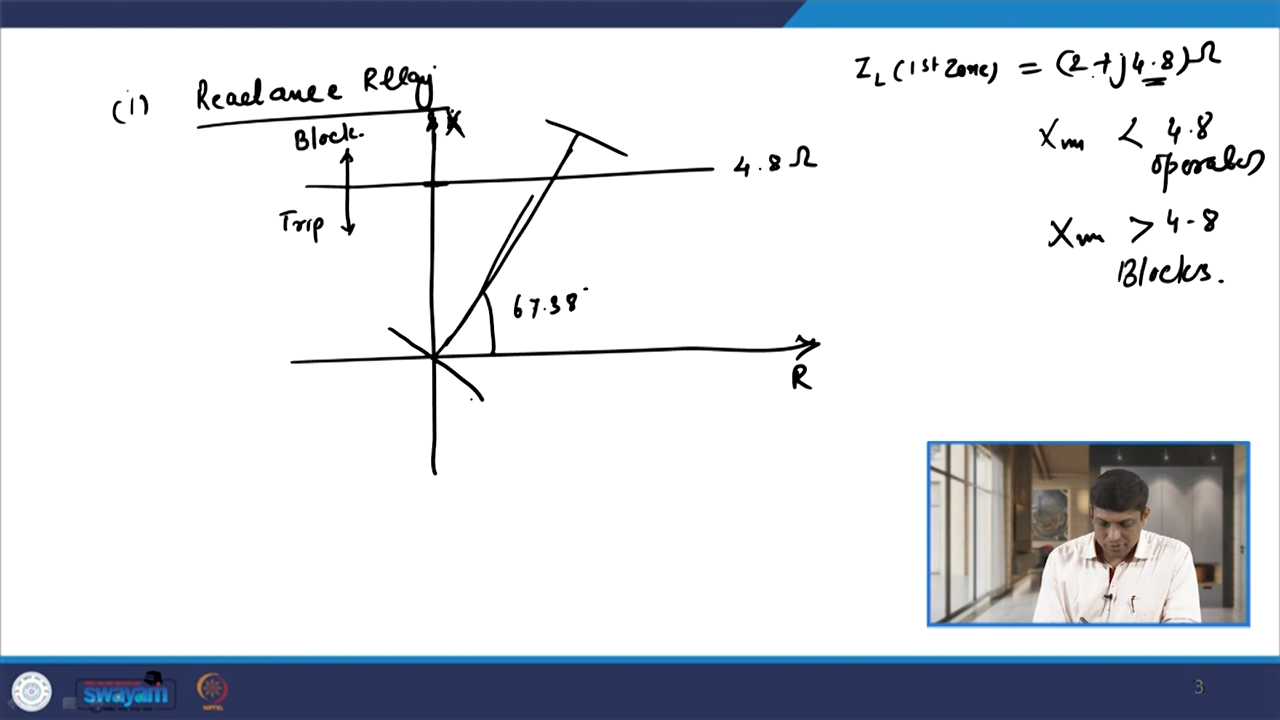 (i) Reactance Relay
X
Block.
Trip
4.8 Ω
67.38°
R
ZL (1st Zone) = (2+j4.8)Ω
Xm < 4.8
operates
Xm > 4.8
Blocks.
3
swayam